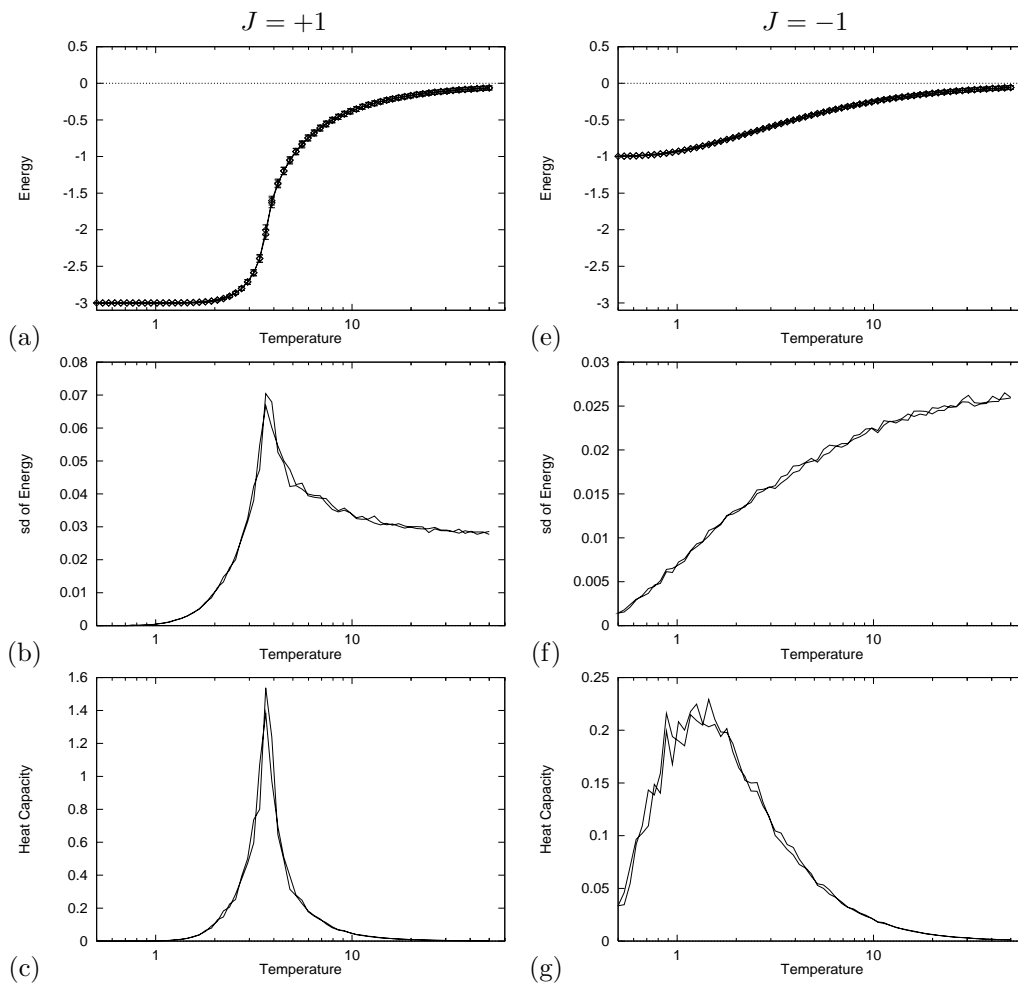 J = +1
0.5
0
-0.5
-1
-1.5
-2
-2.5
-3
Energy
1
10
Temperature
(a)
J = −1
0.5
0
-0.5
-1
-1.5
-2
-2.5
-3
Energy
1
10
Temperature
(e)
0.08
0.07
0.06
0.05
0.04
0.03
0.02
0.01
0
sd of Energy
1
10
Temperature
(b)
0.03
0.025
0.02
0.015
0.01
0.005
0
sd of Energy
1
10
Temperature
(f)
1.6
1.4
1.2
1
0.8
0.6
0.4
0.2
0
Heat Capacity
1
10
Temperature
(c)
0.25
0.2
0.15
0.1
0.05
0
Heat Capacity
1
10
Temperature
(g)